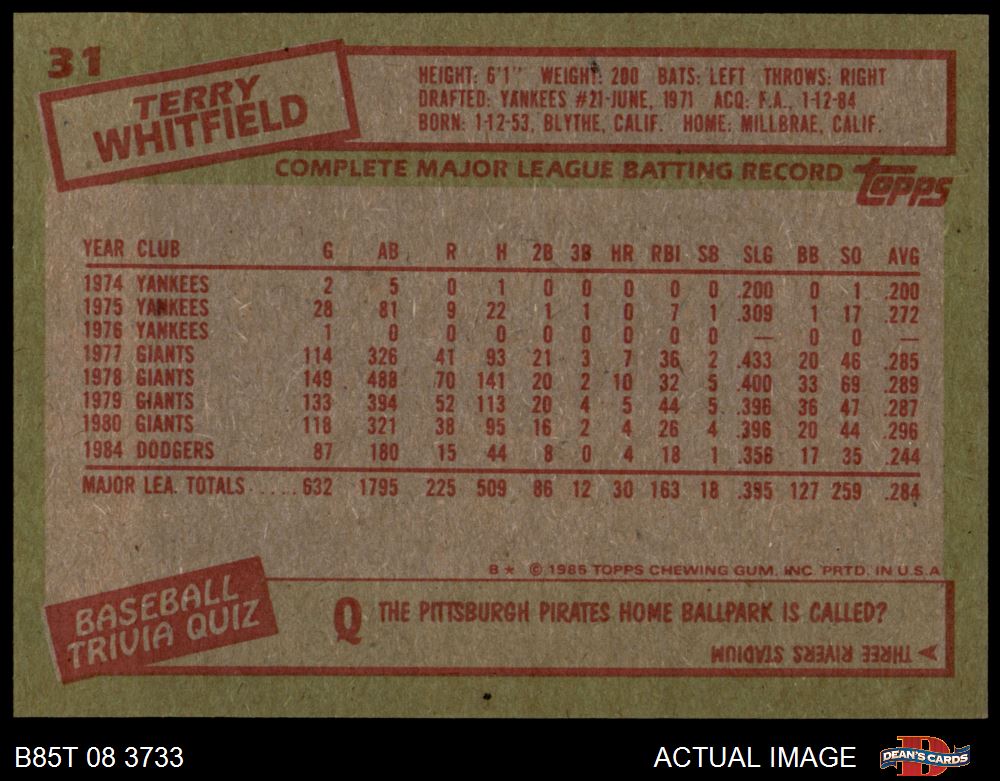 31
TERRY
WHITFIELD
HEIGHT: 6'1" WEIGHT: 200 BATS: LEFT THROWS: RIGHT
DRAFTED: YANKEES #21-JUNE, 1971 ACQ: F.A., 1-12-84
BORN: 1-12-53, BLYTHE, CALIF. HOME: MILLBRAE, CALIF.
COMPLETE MAJOR LEAGUE BATTING RECORD
topps
YEAR CLUB G AB R H 2B 3B HR RBI SB SLG BB SO AVG
1974 YANKEES 2 5 0 1 0 0 0 0 0 .200 0 1 .200
1975 YANKEES 28 81 9 22 1 1 0 7 1 .309 1 17 .272
1976 YANKEES 1 0 0 0 0 0 0 0 0 — 0 0 —
1977 GIANTS 114 326 41 93 21 3 7 36 2 .433 20 46 .285
1978 GIANTS 149 488 70 141 20 2 10 32 5 .400 33 69 .289
1979 GIANTS 133 394 52 113 20 4 5 44 5 .396 36 47 .287
1980 GIANTS 118 321 38 95 16 2 4 26 4 .396 20 44 .296
1984 DODGERS 87 180 15 44 8 0 4 18 1 .356 17 35 .244
MAJOR LEA. TOTALS ..... 632 1795 225 509 86 12 30 163 18 .395 127 259 .284
B★ © 1985 TOPPS CHEWING GUM, INC. PRTD. IN U.S.A.
BASEBALL
TRIVIA QUIZ
Q THE PITTSBURGH PIRATES HOME BALLPARK IS CALLED?
THREE RIVERS STADIUM
B85T 08 3733
ACTUAL IMAGE
D
DEAN'S CARDS